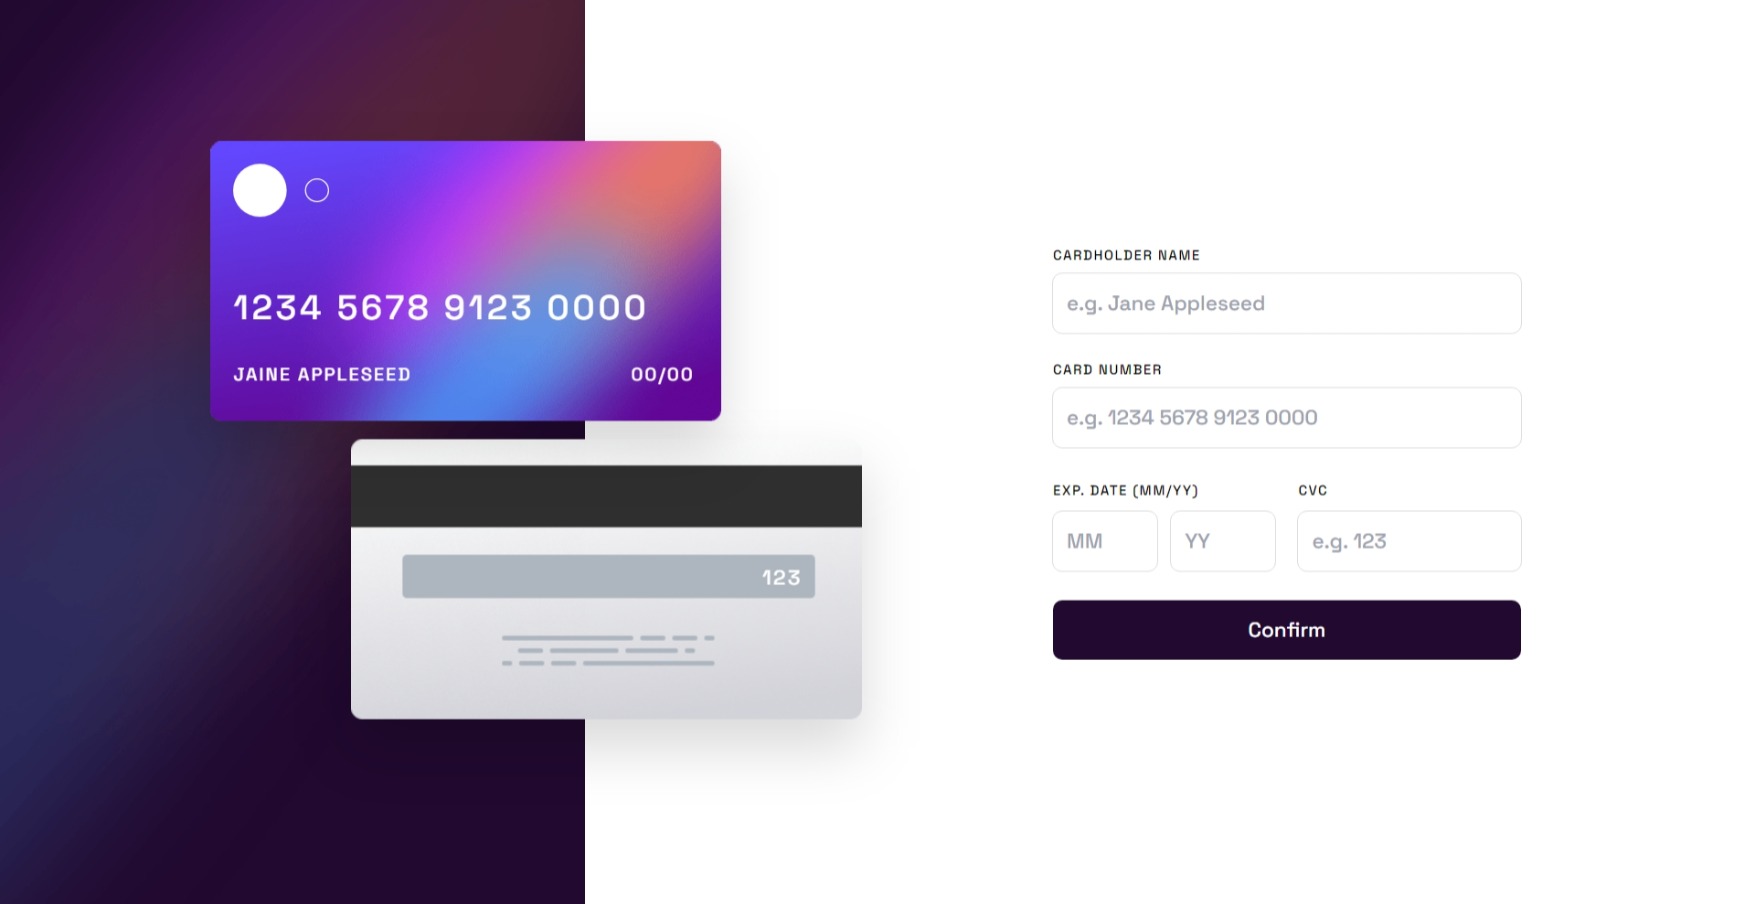 1234 5678 9123 0000
JAINE APPLESEED 00/00
123
CARDHOLDER NAME
e.g. Jane Appleseed
CARD NUMBER
e.g. 1234 5678 9123 0000
EXP. DATE (MM/YY) CVC
MM YY e.g. 123
Confirm